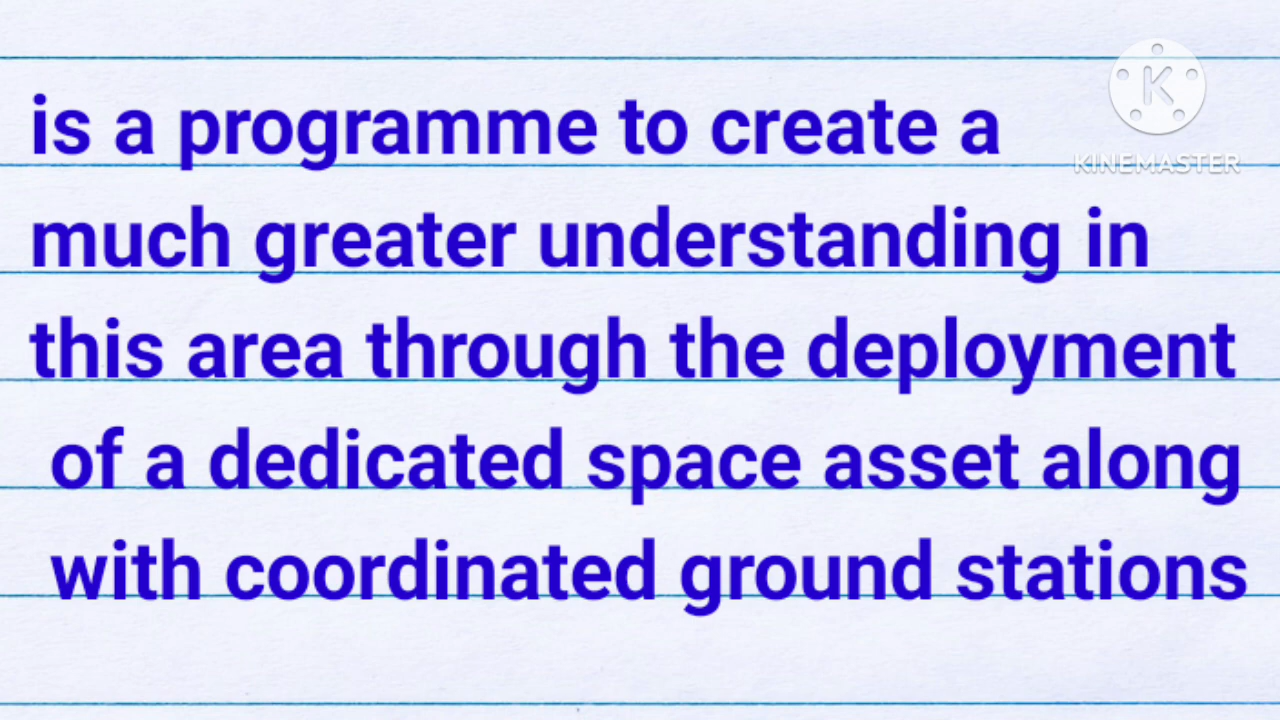 is a programme to create a
much greater understanding in
this area through the deployment
of a dedicated space asset along
with coordinated ground stations
K
KINEMASTER